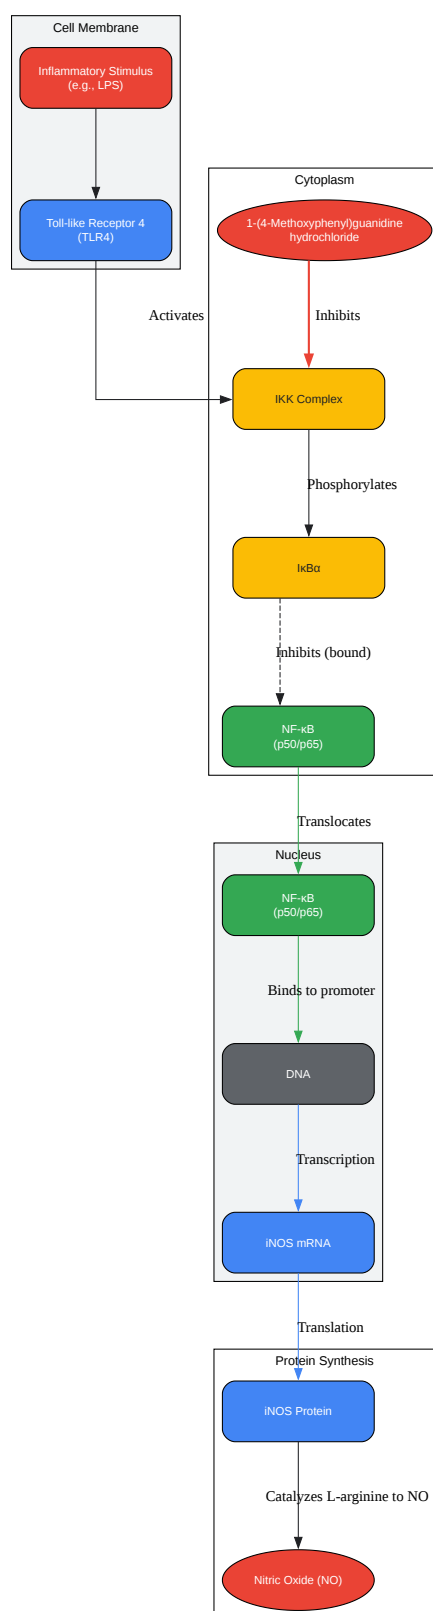 Cell Membrane
Inflammatory Stimulus
(e.g., LPS)
Toll-like Receptor 4
(TLR4)
Cytoplasm
1-(4-Methoxyphenyl)guanidine
hydrochloride
Activates
Inhibits
IKK Complex
Phosphorylates
IκBα
Inhibits (bound)
NF-κB
(p50/p65)
Translocates
Nucleus
NF-κB
(p50/p65)
Binds to promoter
DNA
Transcription
iNOS mRNA
Translation
Protein Synthesis
iNOS Protein
Catalyzes L-arginine to NO
Nitric Oxide (NO)